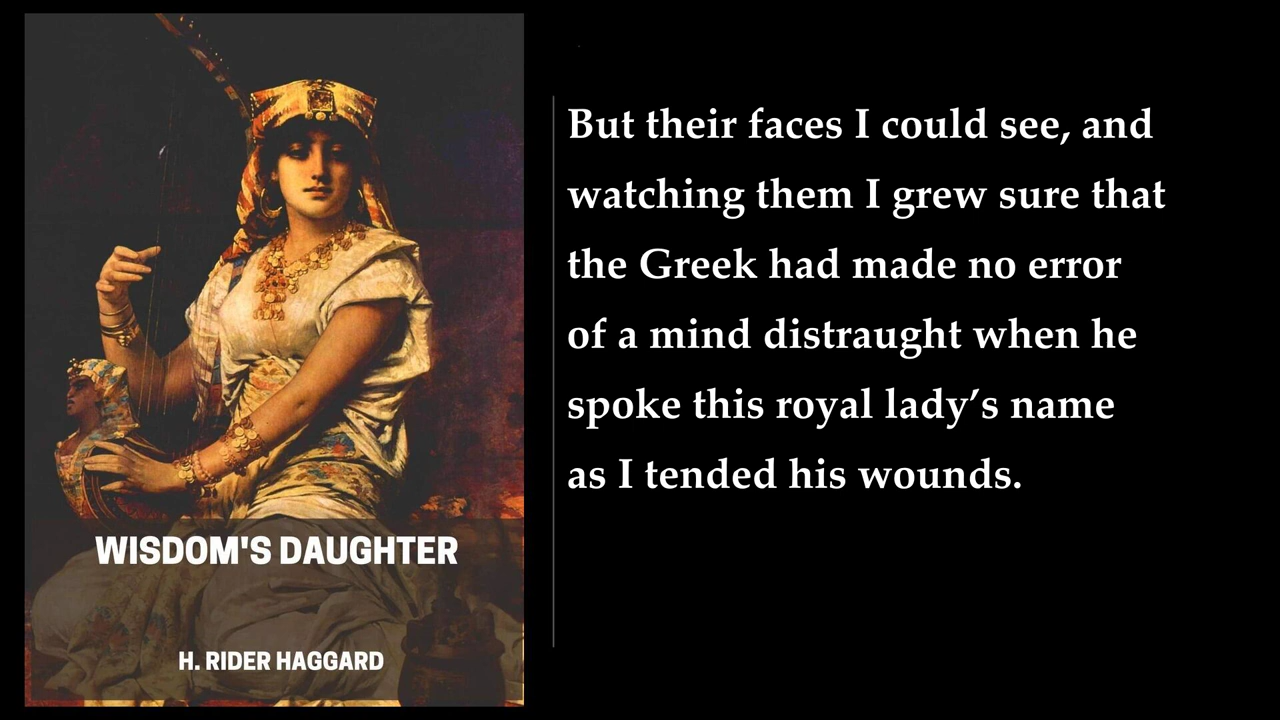 WISDOM'S DAUGHTER
H. RIDER HAGGARD
But their faces I could see, and
watching them I grew sure that
the Greek had made no error
of a mind distraught when he
spoke this royal lady’s name
as I tended his wounds.